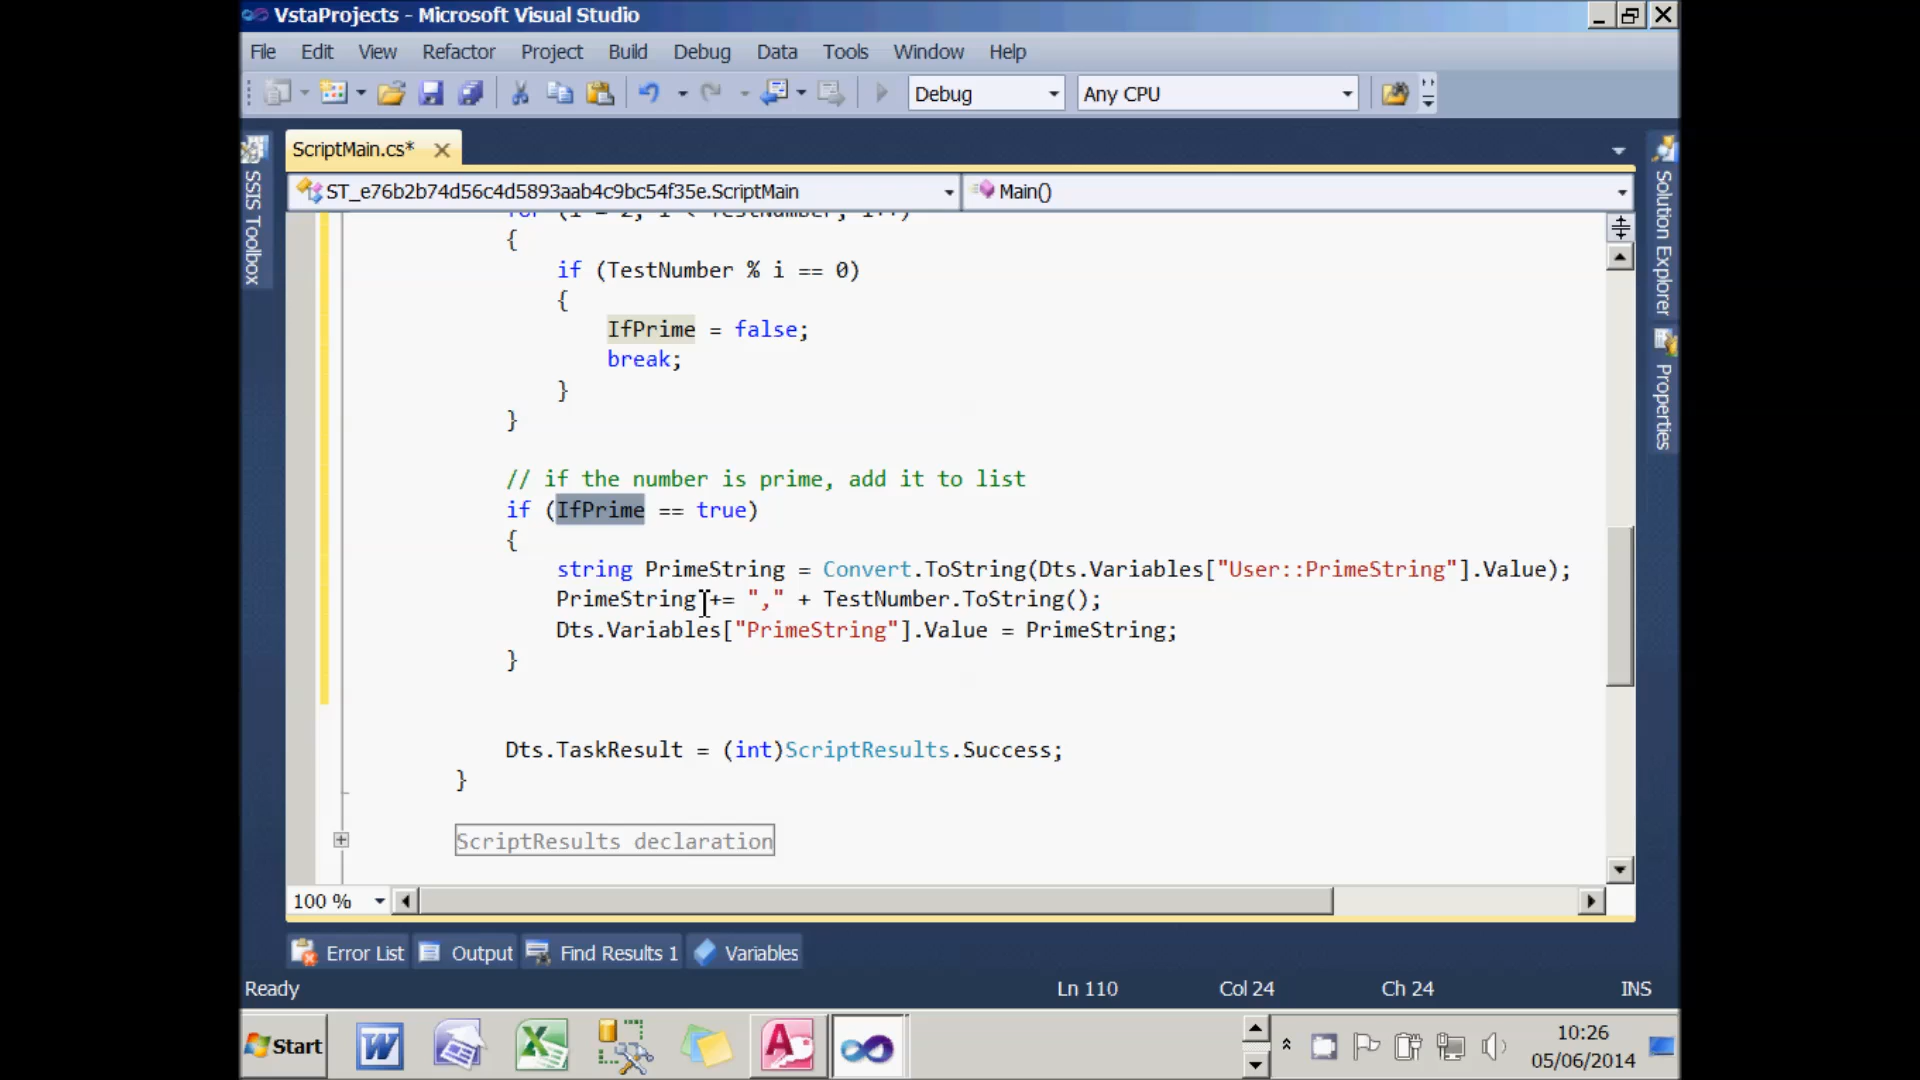 VstaProjects - Microsoft Visual Studio
File Edit View Refactor Project Build Debug Data Tools Window Help
Debug Any CPU
ScriptMain.cs*
ST_e76b2b74d56c4d5893aab4c9bc54f35e.ScriptMain Main()
SSIS Toolbox
Solution Explorer
Properties
for (i = 2; i < TestNumber; i++)
{
if (TestNumber % i == 0)
{
IfPrime = false;
break;
}
}
// if the number is prime, add it to list
if (IfPrime == true)
{
string PrimeString = Convert.ToString(Dts.Variables["User::PrimeString"].Value);
PrimeString += "," + TestNumber.ToString();
Dts.Variables["PrimeString"].Value = PrimeString;
}
Dts.TaskResult = (int)ScriptResults.Success;
}
ScriptResults declaration
100 %
Error List Output Find Results 1 Variables
Ready Ln 110 Col 24 Ch 24 INS
Start
10:26
05/06/2014